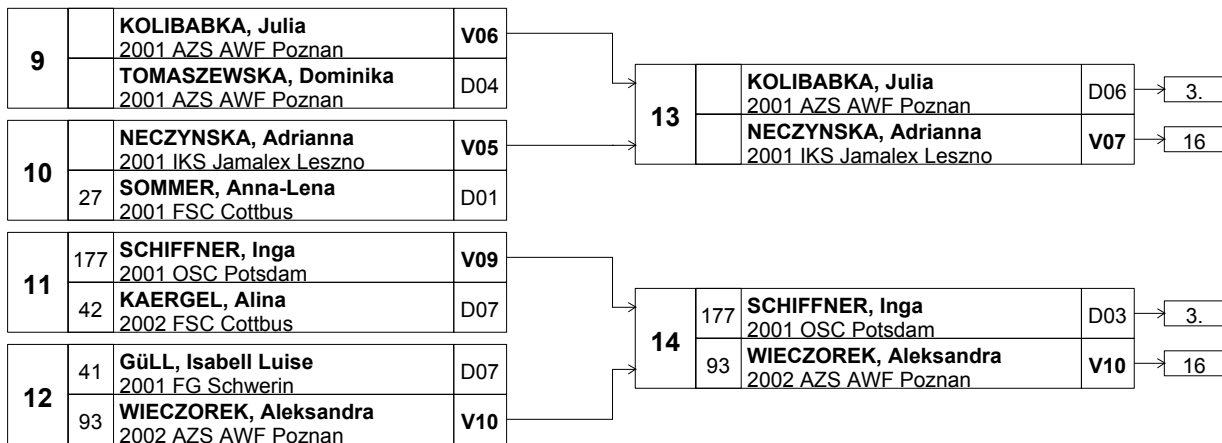 9
KOLIBABKA, Julia
2001 AZS AWF Poznan
V06
TOMASZEWSKA, Dominika
2001 AZS AWF Poznan
D04
10
NECZYNSKA, Adrianna
2001 IKS Jamalex Leszno
V05
27
SOMMER, Anna-Lena
2001 FSC Cottbus
D01
11
177
SCHIFFNER, Inga
2001 OSC Potsdam
V09
42
KAERGEL, Alina
2002 FSC Cottbus
D07
12
41
GüLL, Isabell Luise
2001 FG Schwerin
D07
93
WIECZOREK, Aleksandra
2002 AZS AWF Poznan
V10
13
KOLIBABKA, Julia
2001 AZS AWF Poznan
D06
3.
NECZYNSKA, Adrianna
2001 IKS Jamalex Leszno
V07
16
14
177
SCHIFFNER, Inga
2001 OSC Potsdam
D03
3.
93
WIECZOREK, Aleksandra
2002 AZS AWF Poznan
V10
16